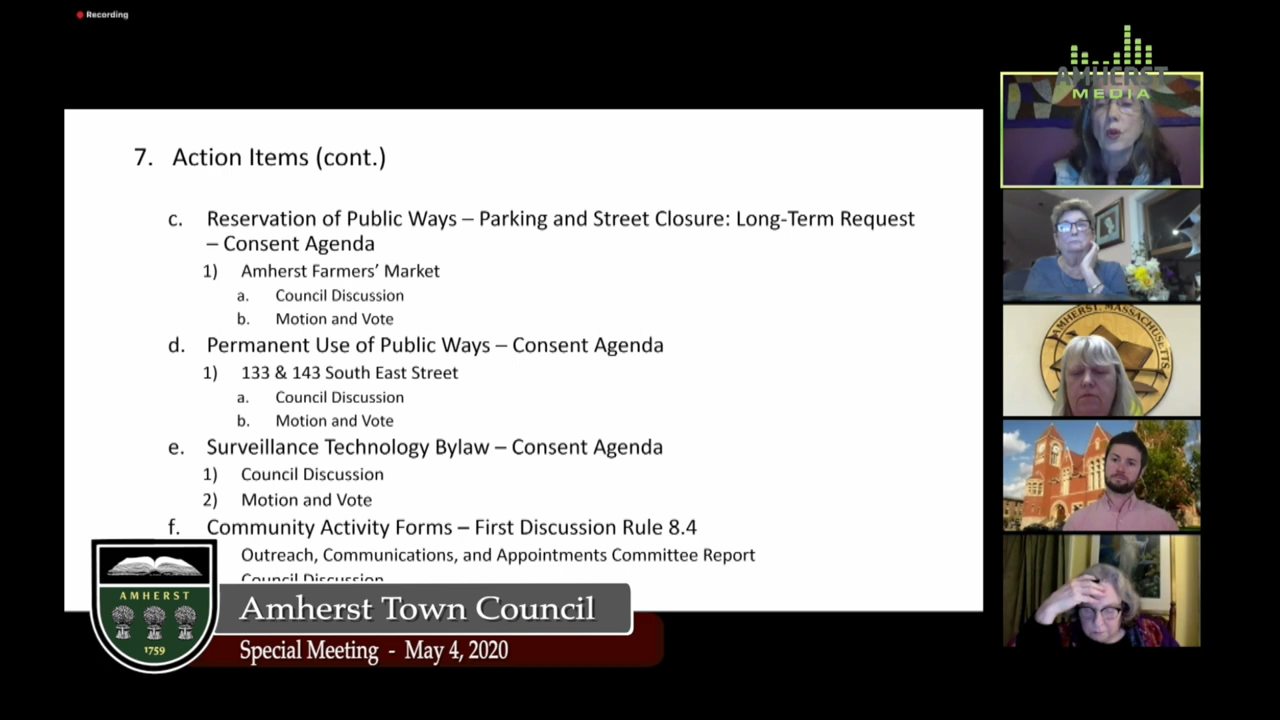 Recording
AMHERST
MEDIA
7. Action Items (cont.)
c. Reservation of Public Ways – Parking and Street Closure: Long-Term Request
– Consent Agenda
1) Amherst Farmers’ Market
a. Council Discussion
b. Motion and Vote
d. Permanent Use of Public Ways – Consent Agenda
1) 133 & 143 South East Street
a. Council Discussion
b. Motion and Vote
e. Surveillance Technology Bylaw – Consent Agenda
1) Council Discussion
2) Motion and Vote
f. Community Activity Forms – First Discussion Rule 8.4
Outreach, Communications, and Appointments Committee Report
Council Discussion
AMHERST
1759
Amherst Town Council
Special Meeting - May 4, 2020
AMHERST, MASSACHUSETTS